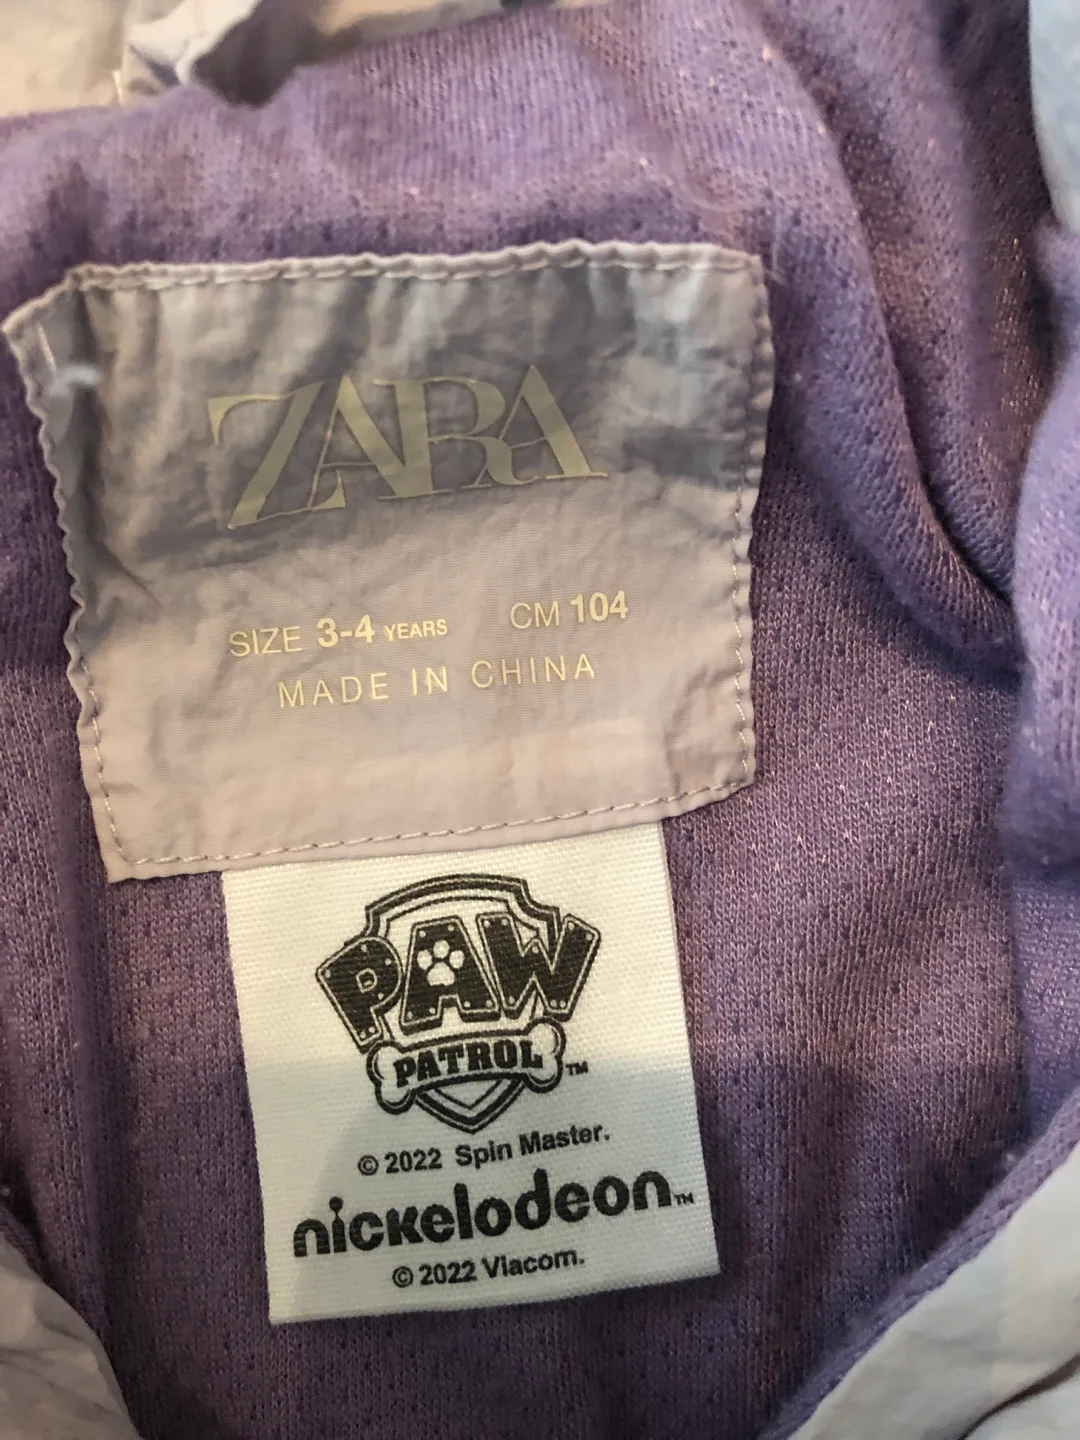 ZARA
SIZE 3-4 YEARS CM 104
MADE IN CHINA
PAW
PATROL™
© 2022 Spin Master.
nickelodeon™
© 2022 Viacom.